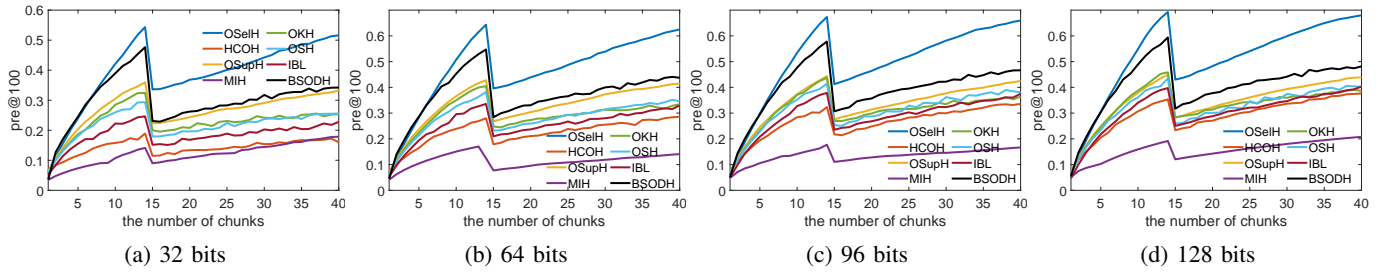 0.6
0.5
0.4
0.3
0.2
0.1
0
pre@100
OSelH
HCOH
OSupH
MIH
OKH
OSH
IBL
BSODH
5 10 15 20 25 30 35 40
the number of chunks
(a) 32 bits
0.6
0.5
0.4
0.3
0.2
0.1
0
pre@100
OSelH
HCOH
OSupH
MIH
OKH
OSH
IBL
BSODH
5 10 15 20 25 30 35 40
the number of chunks
(b) 64 bits
0.6
0.5
0.4
0.3
0.2
0.1
0
pre@100
OSelH
HCOH
OSupH
MIH
OKH
OSH
IBL
BSODH
5 10 15 20 25 30 35 40
the number of chunks
(c) 96 bits
0.6
0.5
0.4
0.3
0.2
0.1
0
pre@100
OSelH
HCOH
OSupH
MIH
OKH
OSH
IBL
BSODH
5 10 15 20 25 30 35 40
the number of chunks
(d) 128 bits